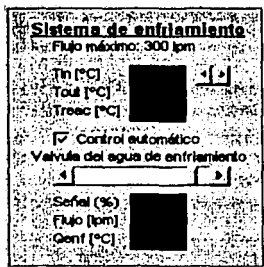 Sistema de enfriamiento
Flujo máximo: 300 lpm
Tin [°C]
Tout [°C]
Treac [°C]
Control automático
Valvula del agua de enfriamiento
Señal (%)
Flujo [lpm]
Qenf [°C]